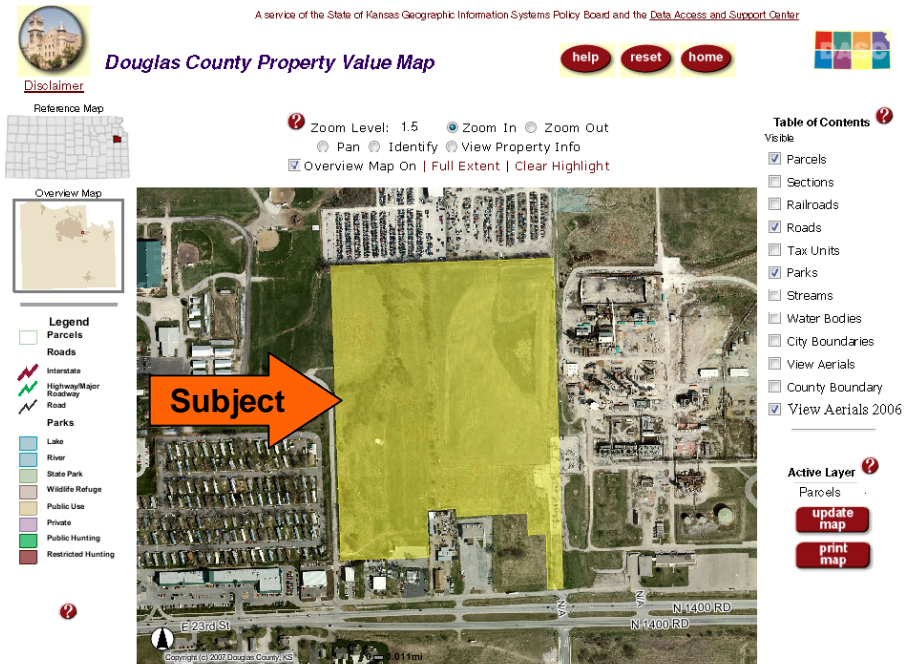 A service of the State of Kansas Geographic Information Systems Policy Board and the Data Access and Support Center
Douglas County Property Value Map
help
reset
home
DASC
Disclaimer
Reference Map
Overview Map
? Zoom Level: 1.5 Zoom In Zoom Out
Pan Identify View Property Info
Overview Map On | Full Extent | Clear Highlight
Legend
Parcels
Roads
Interstate
Highway/Major
Roadway
Road
Parks
Lake
River
State Park
Wildlife Refuge
Public Use
Private
Public Hunting
Restricted Hunting
?
Subject
N/A
N/A
N 1400 RD
N 1400 RD
E 23rd St
Copyright (c) 2007 Douglas County, KS
0.011mi
Table of Contents ?
Visible
Parcels
Sections
Railroads
Roads
Tax Units
Parks
Streams
Water Bodies
City Boundaries
View Aerials
County Boundary
View Aerials 2006
Active Layer ?
Parcels
update
map
print
map